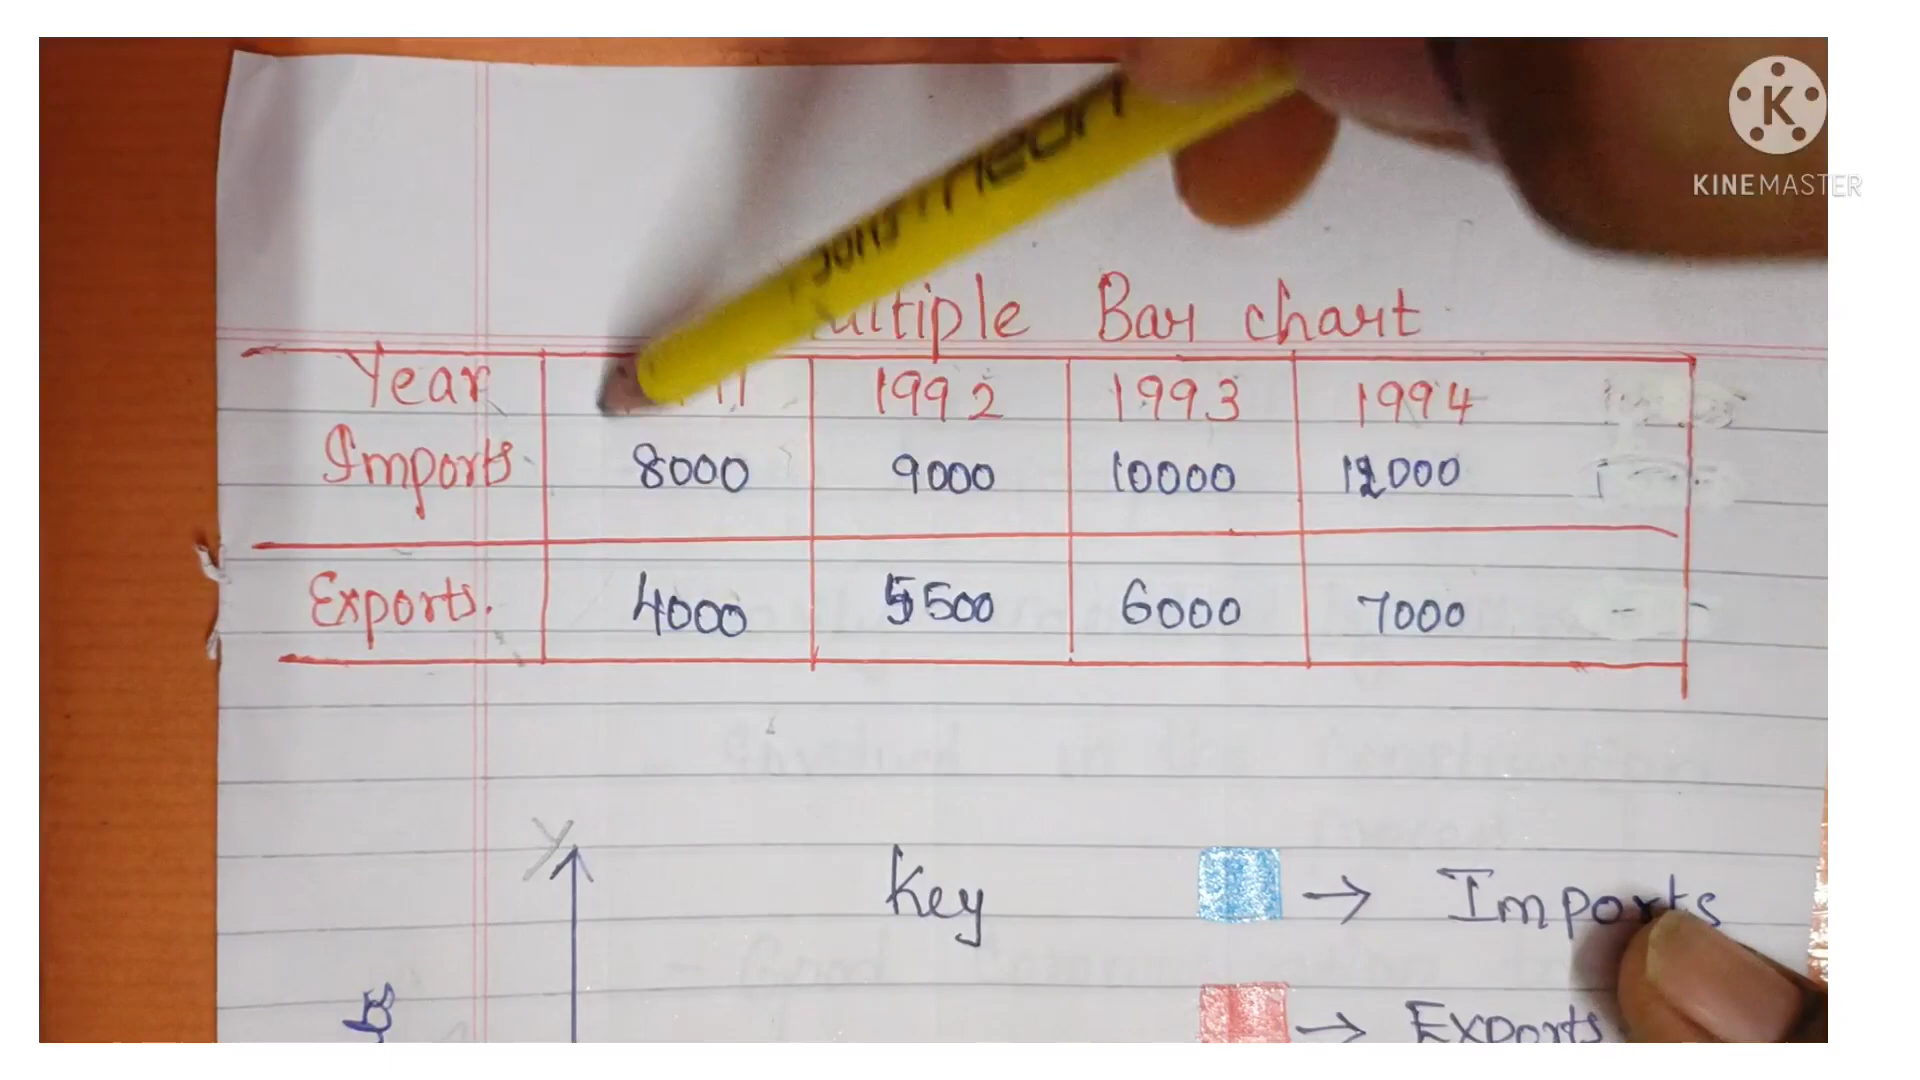 KINEMASTER
Multiple Bar chart
Year 1992 1993 1994
Imports 8000 9000 10000 12000
Exports. 4000 5500 6000 7000
Y
Key → Imports
→ Exports